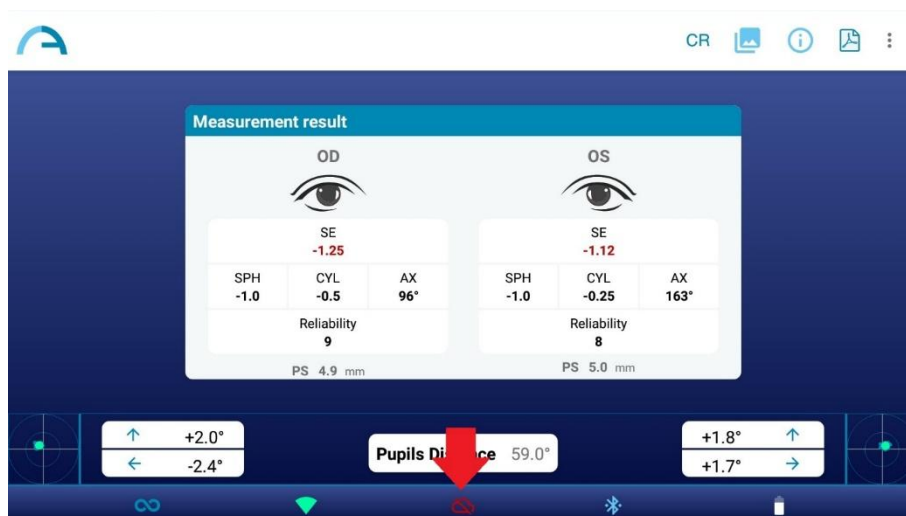 CR
Measurement result
OD
OS
SE
-1.25
SE
-1.12
SPH
-1.0
CYL
-0.5
AX
96°
SPH
-1.0
CYL
-0.25
AX
163°
Reliability
9
Reliability
8
PS 4.9 mm
PS 5.0 mm
+2.0°
-2.4°
Pupils Di ce 59.0°
+1.8°
+1.7°